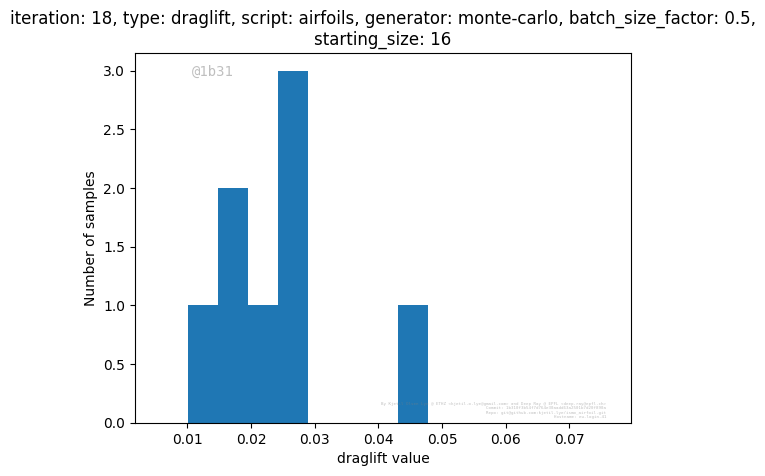 iteration: 18, type: draglift, script: airfoils, generator: monte-carlo, batch_size_factor: 0.5,
starting_size: 16
@1b31
3.0
2.5
2.0
1.5
1.0
0.5
0.0
Number of samples
0.01 0.02 0.03 0.04 0.05 0.06 0.07
draglift value